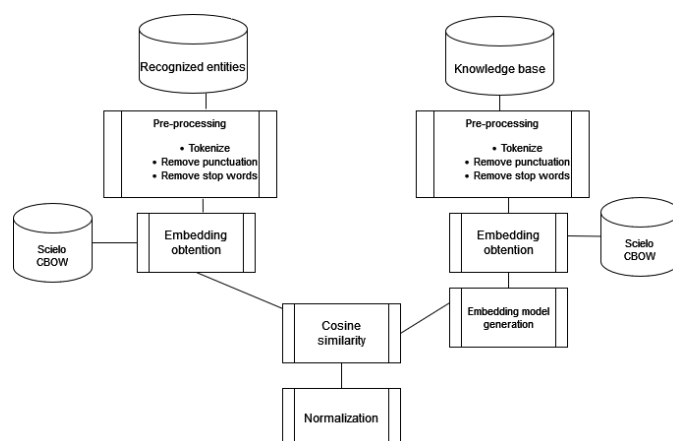 Recognized entities
Knowledge base
Pre-processing
• Tokenize
• Remove punctuation
• Remove stop words
Pre-processing
• Tokenize
• Remove punctuation
• Remove stop words
Scielo
CBOW
Embedding
obtention
Embedding
obtention
Scielo
CBOW
Embedding model
generation
Cosine
similarity
Normalization